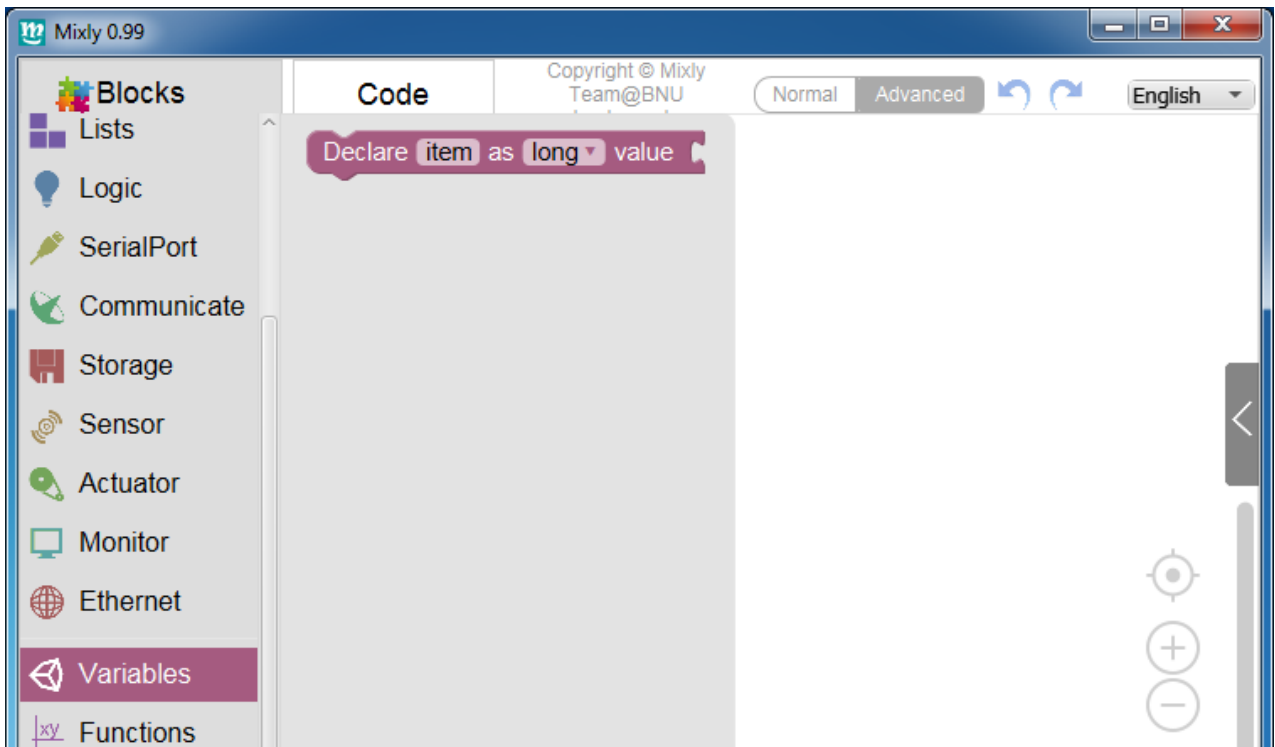 Mixly 0.99
Blocks
Code
Copyright © Mixly
Team@BNU
Normal
Advanced
English
Lists
Logic
SerialPort
Communicate
Storage
Sensor
Actuator
Monitor
Ethernet
Variables
Functions
Declare item as long value